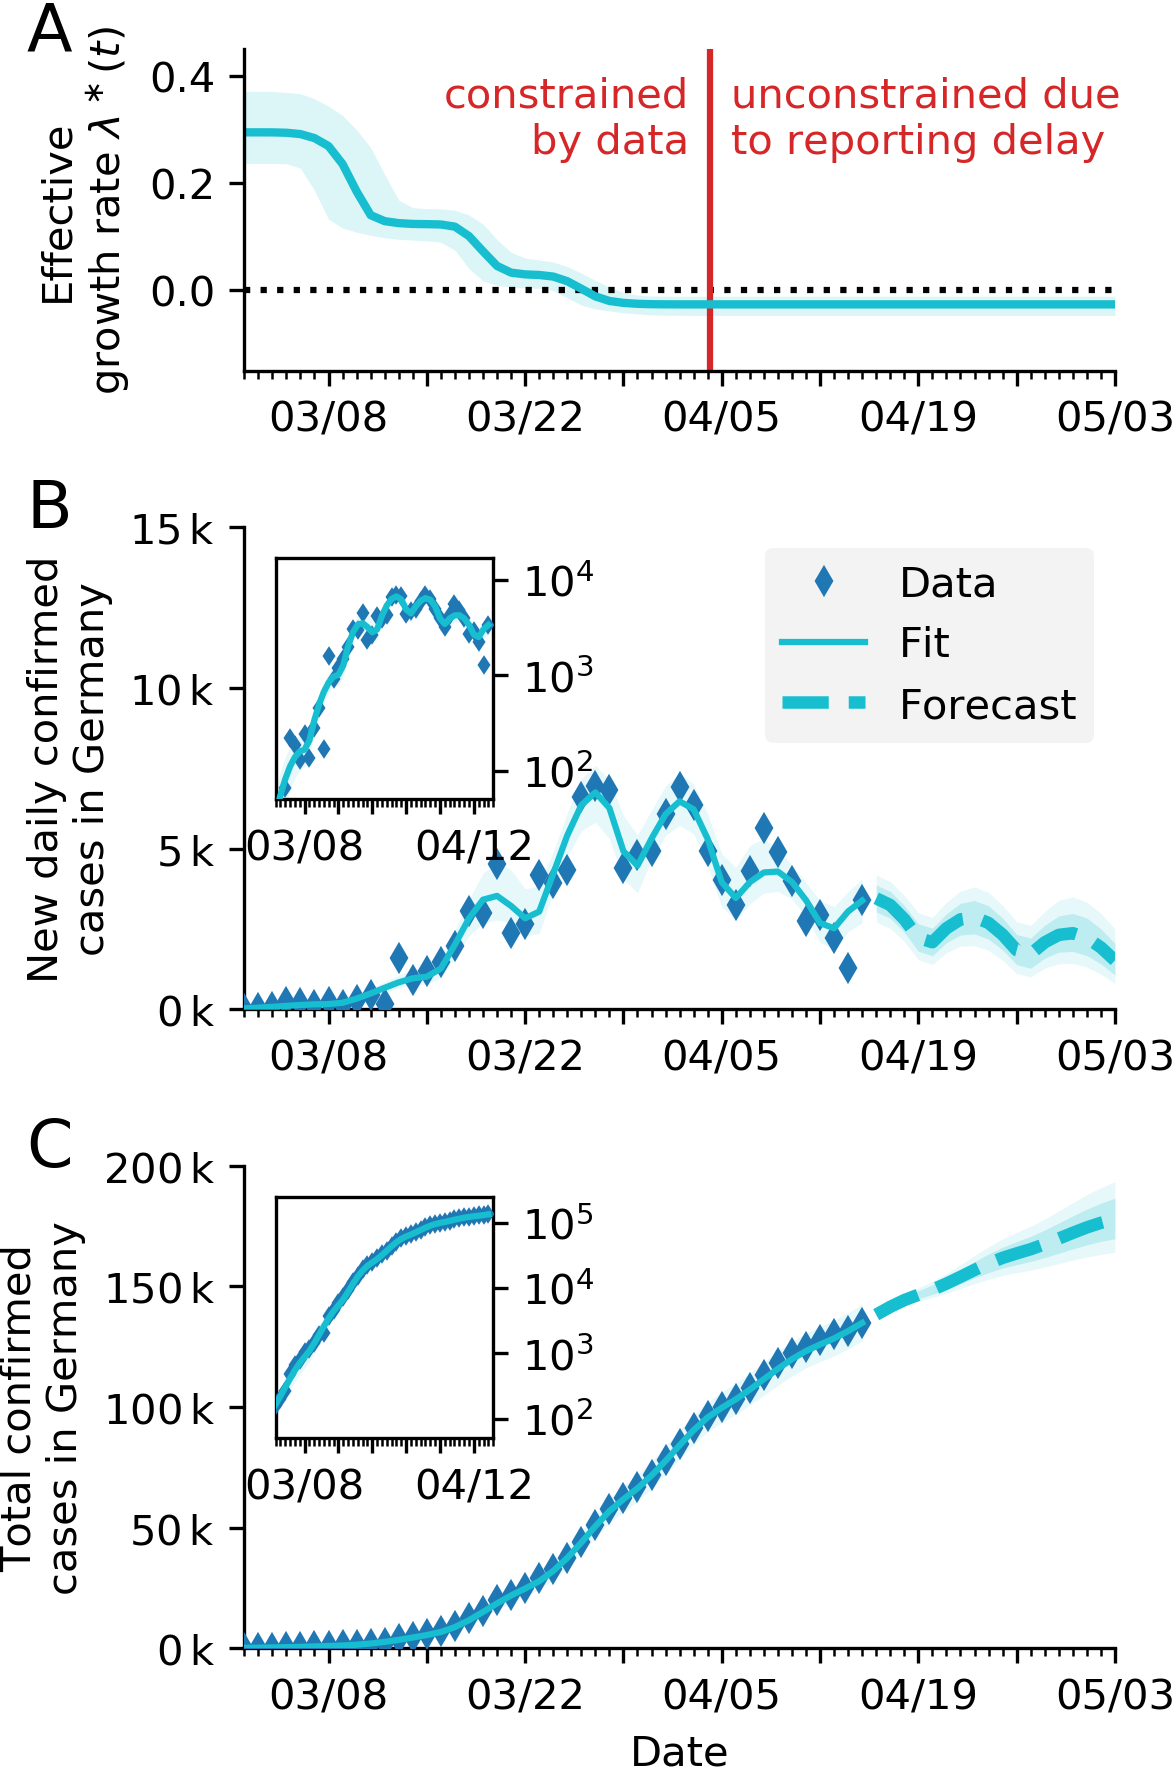 A
Effective
growth rate λ * (t)
0.4
0.2
0.0
constrained
by data
unconstrained due
to reporting delay
03/08
03/22
04/05
04/19
05/03
B
New daily confirmed
cases in Germany
15 k
10 k
5 k
0 k
10⁴
10³
10²
03/08
04/12
Data
Fit
Forecast
03/08
03/22
04/05
04/19
05/03
C
Total confirmed
cases in Germany
200 k
150 k
100 k
50 k
0 k
10⁵
10⁴
10³
10²
03/08
04/12
03/08
03/22
04/05
04/19
05/03
Date